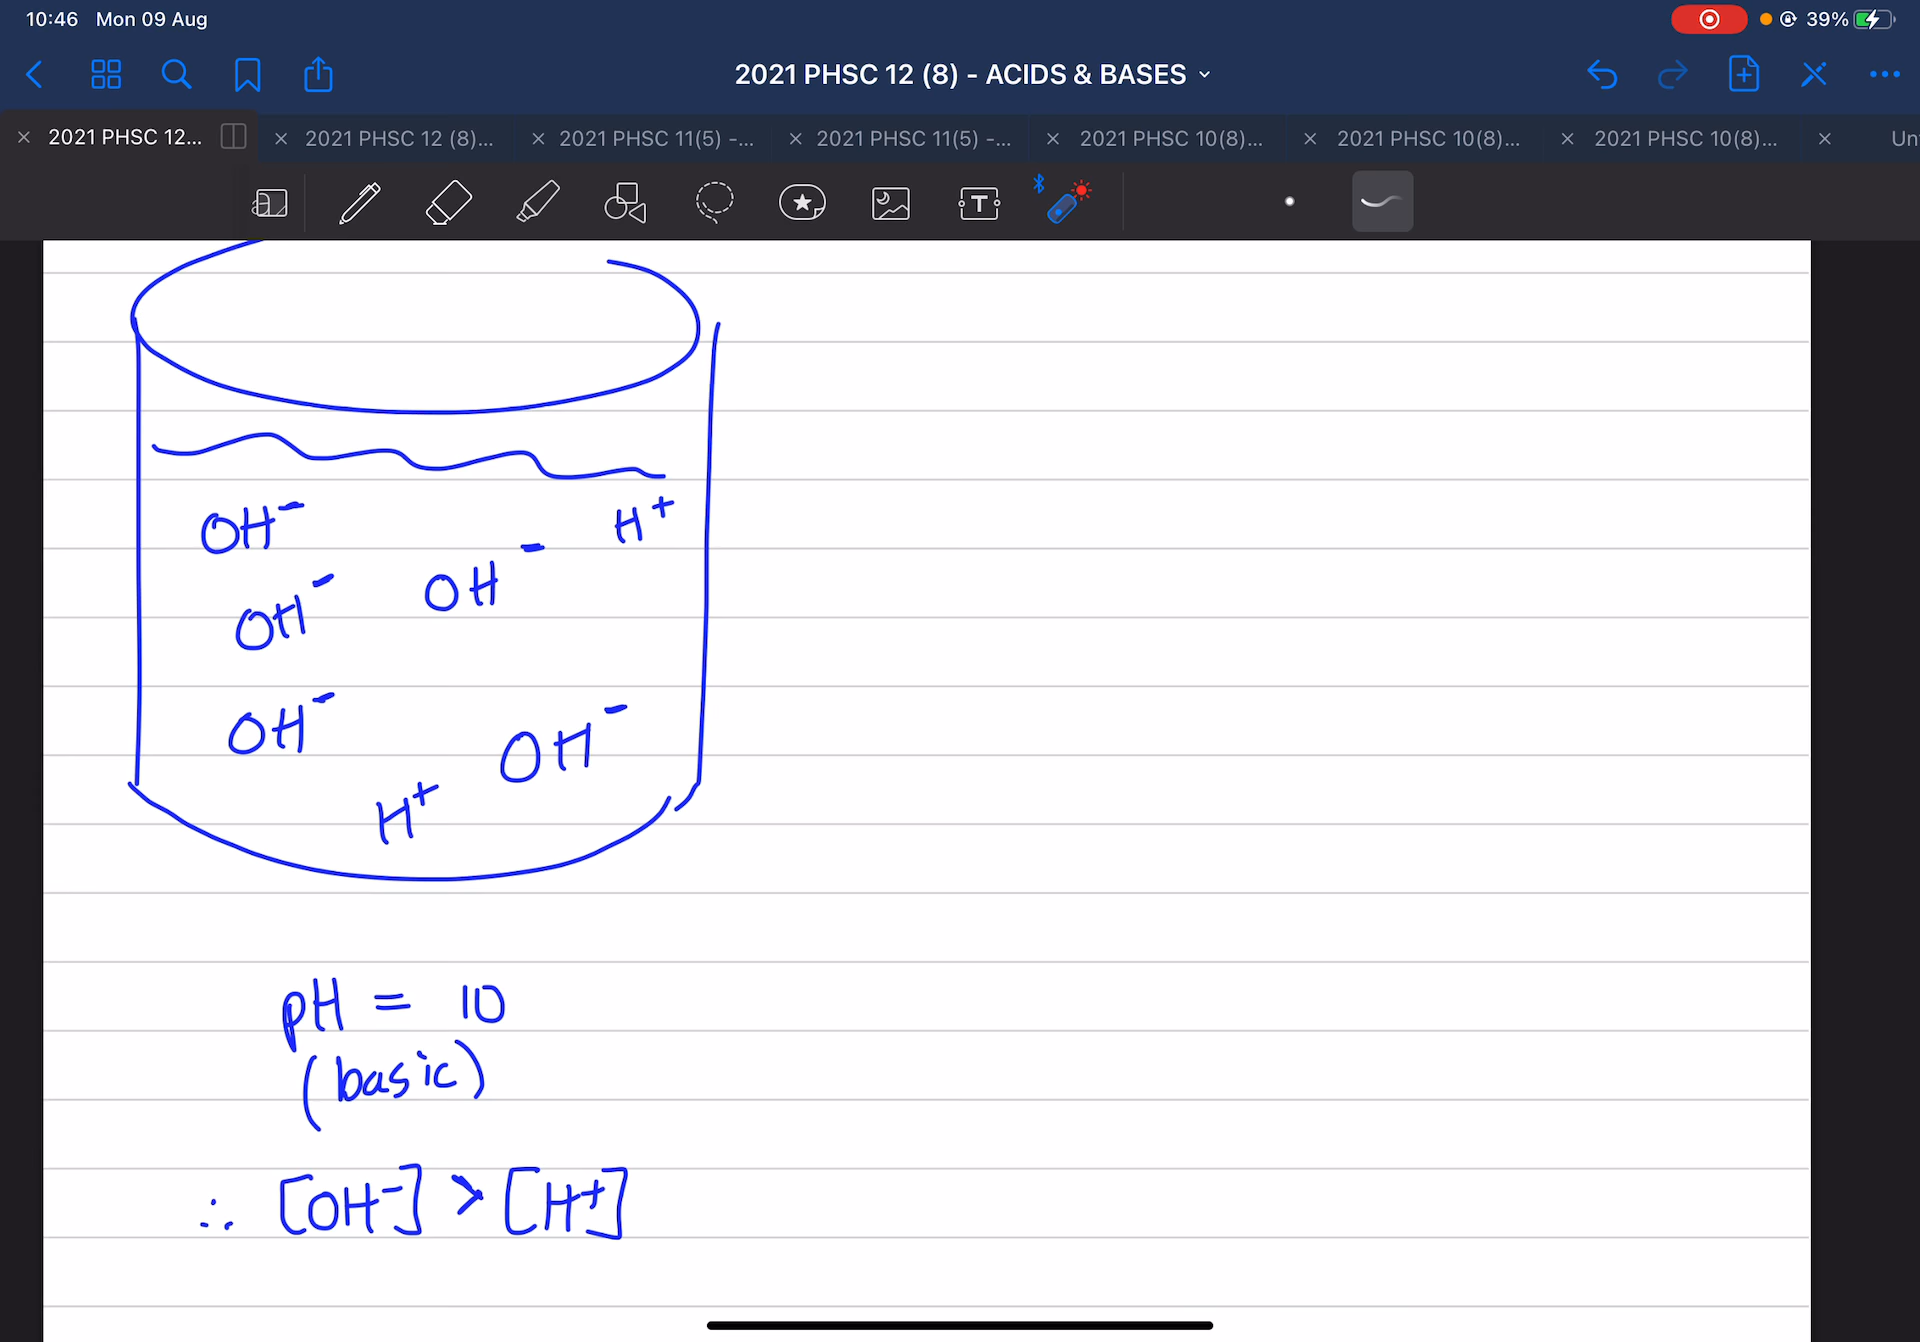 10:46 Mon 09 Aug 39%
2021 PHSC 12 (8) - ACIDS & BASES
2021 PHSC 12... 2021 PHSC 12 (8)... 2021 PHSC 11(5) -... 2021 PHSC 11(5) -... 2021 PHSC 10(8)... 2021 PHSC 10(8)... 2021 PHSC 10(8)... Un
OH⁻ H⁺
OH⁻ OH⁻
OH⁻ OH⁻
H⁺
pH = 10
(basic)
∴ [OH⁻] > [H⁺]